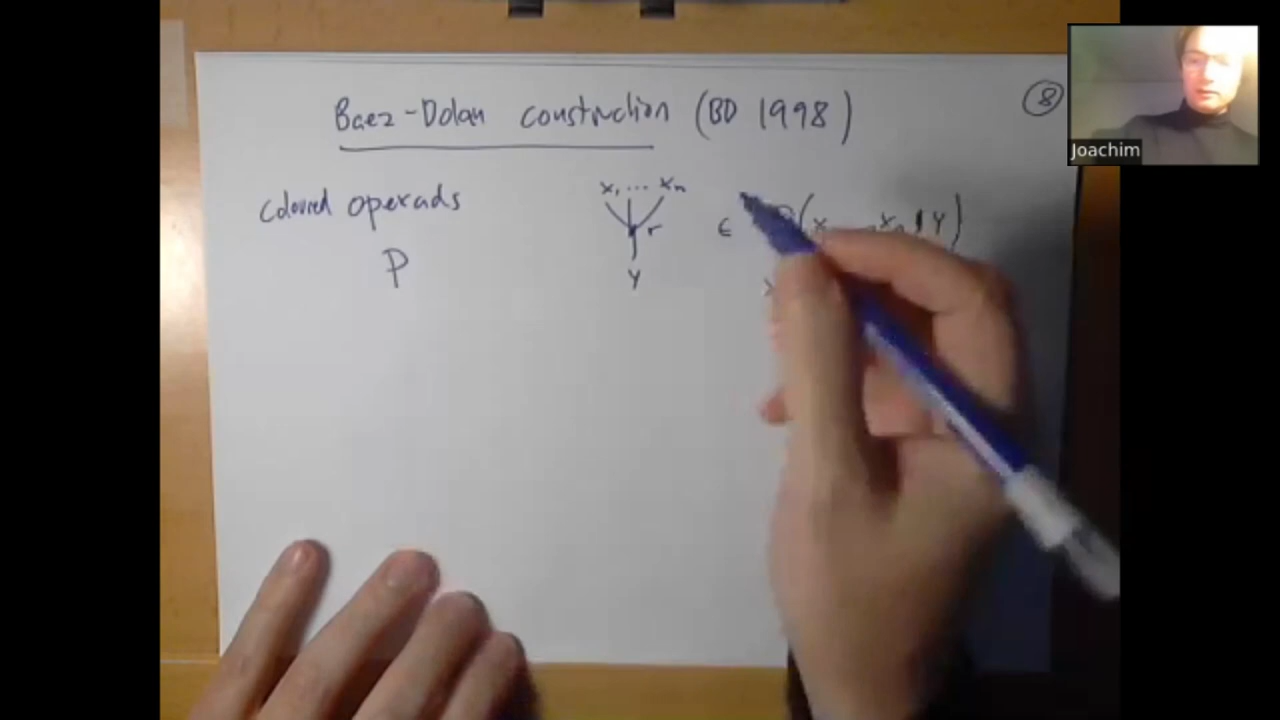 Baez-Dolan construction (BD 1998)
8
Joachim
Coloured operads
x₁ ... xₙ
r
∈
y
P